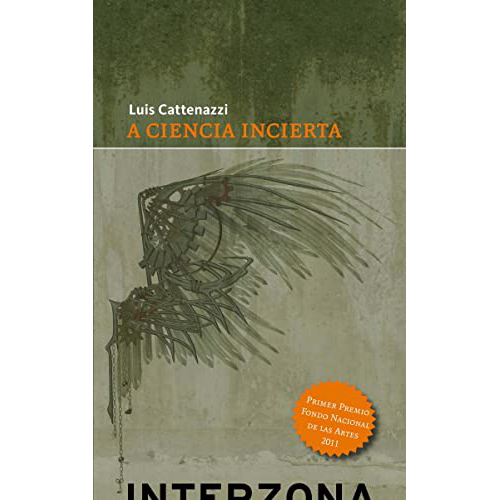 Luis Cattenazzi
A CIENCIA INCIERTA
PRIMER PREMIO
FONDO NACIONAL
DE LAS ARTES
2011
INTERZONA